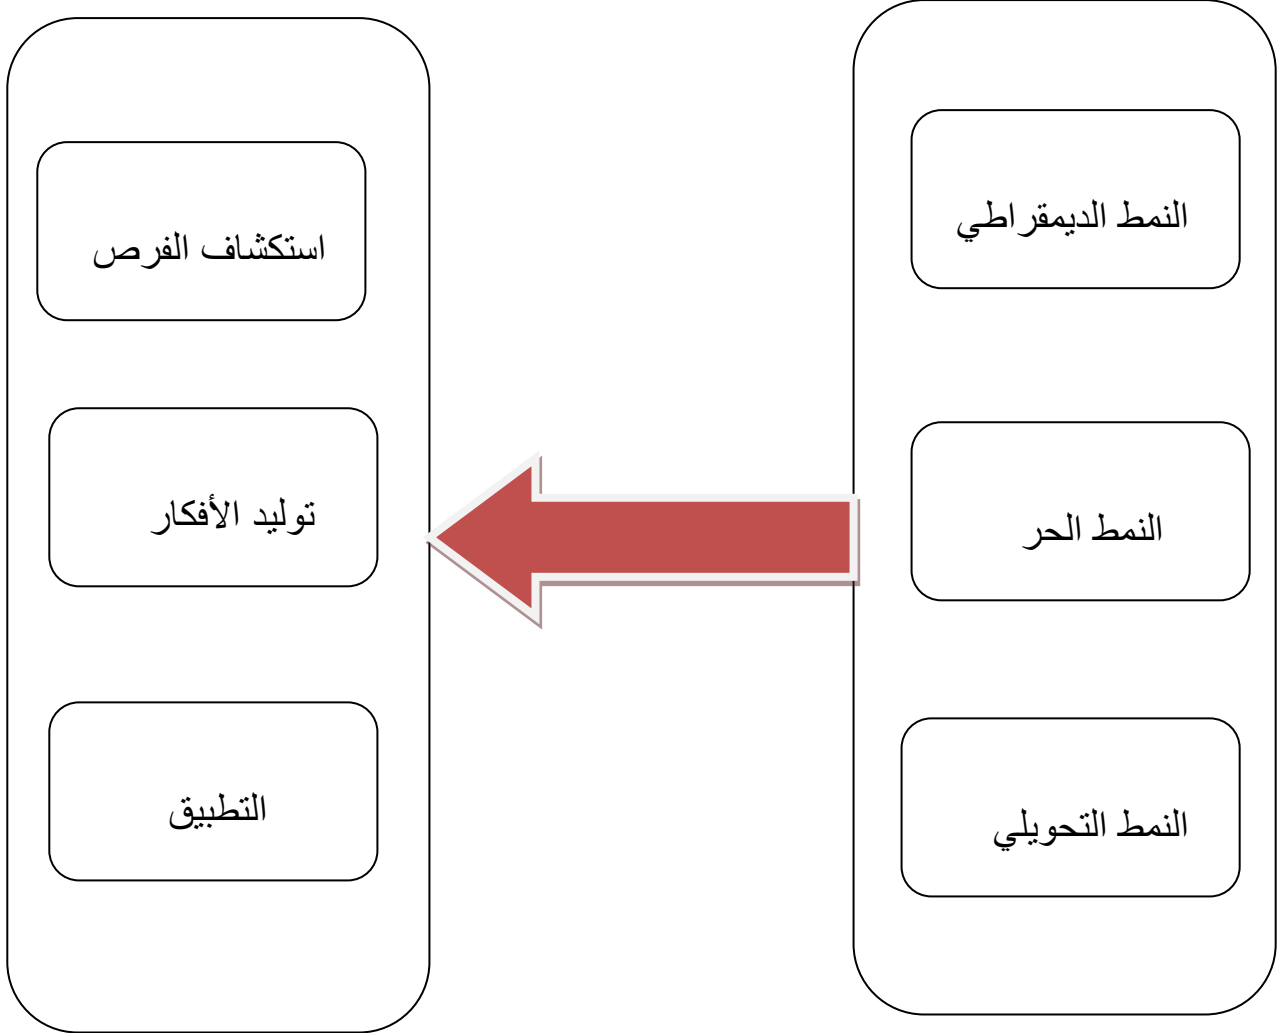 النمط الديمقراطي
النمط الحر
النمط التحويلي
استكشاف الفرص
توليد الأفكار
التطبيق